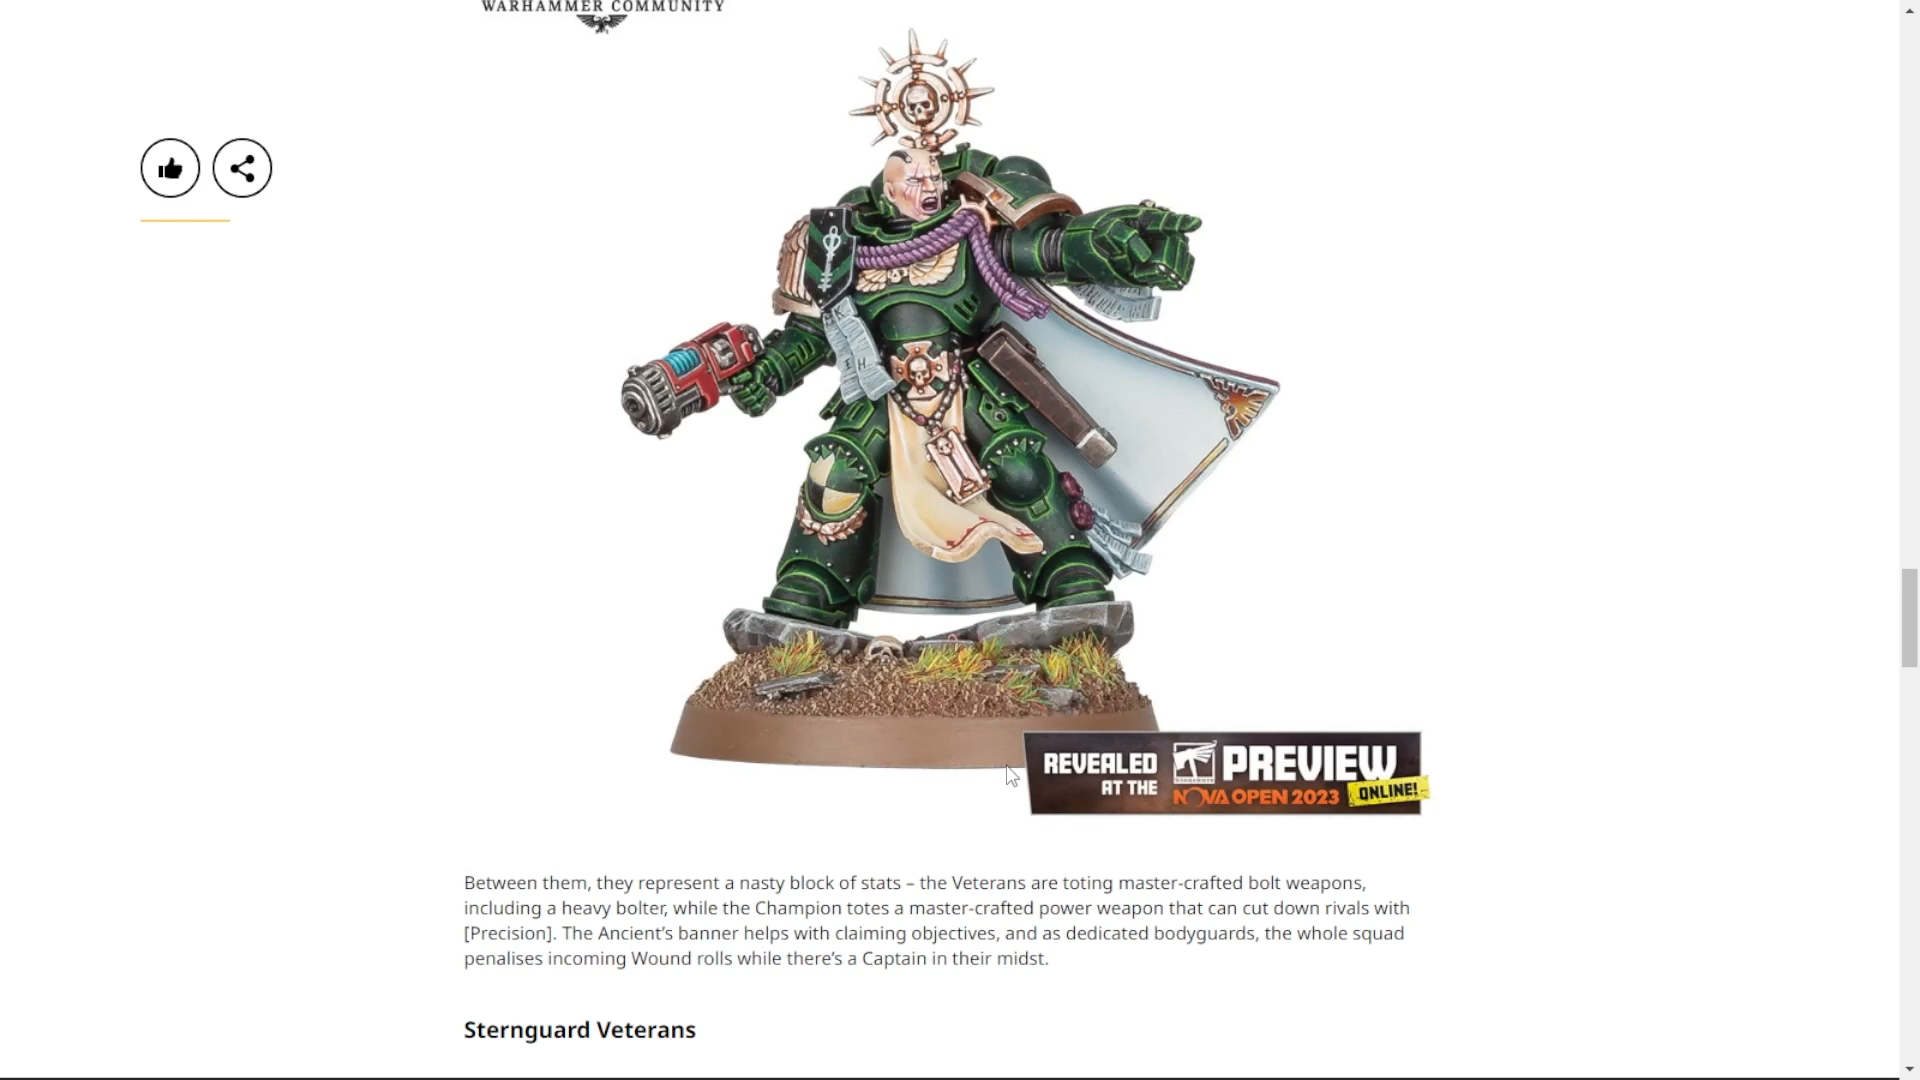 WARHAMMER COMMUNITY
REVEALED
AT THE
PREVIEW
NOVA OPEN 2023
ONLINE!
Between them, they represent a nasty block of stats – the Veterans are toting master-crafted bolt weapons,
including a heavy bolter, while the Champion totes a master-crafted power weapon that can cut down rivals with
[Precision]. The Ancient’s banner helps with claiming objectives, and as dedicated bodyguards, the whole squad
penalises incoming Wound rolls while there’s a Captain in their midst.
Sternguard Veterans